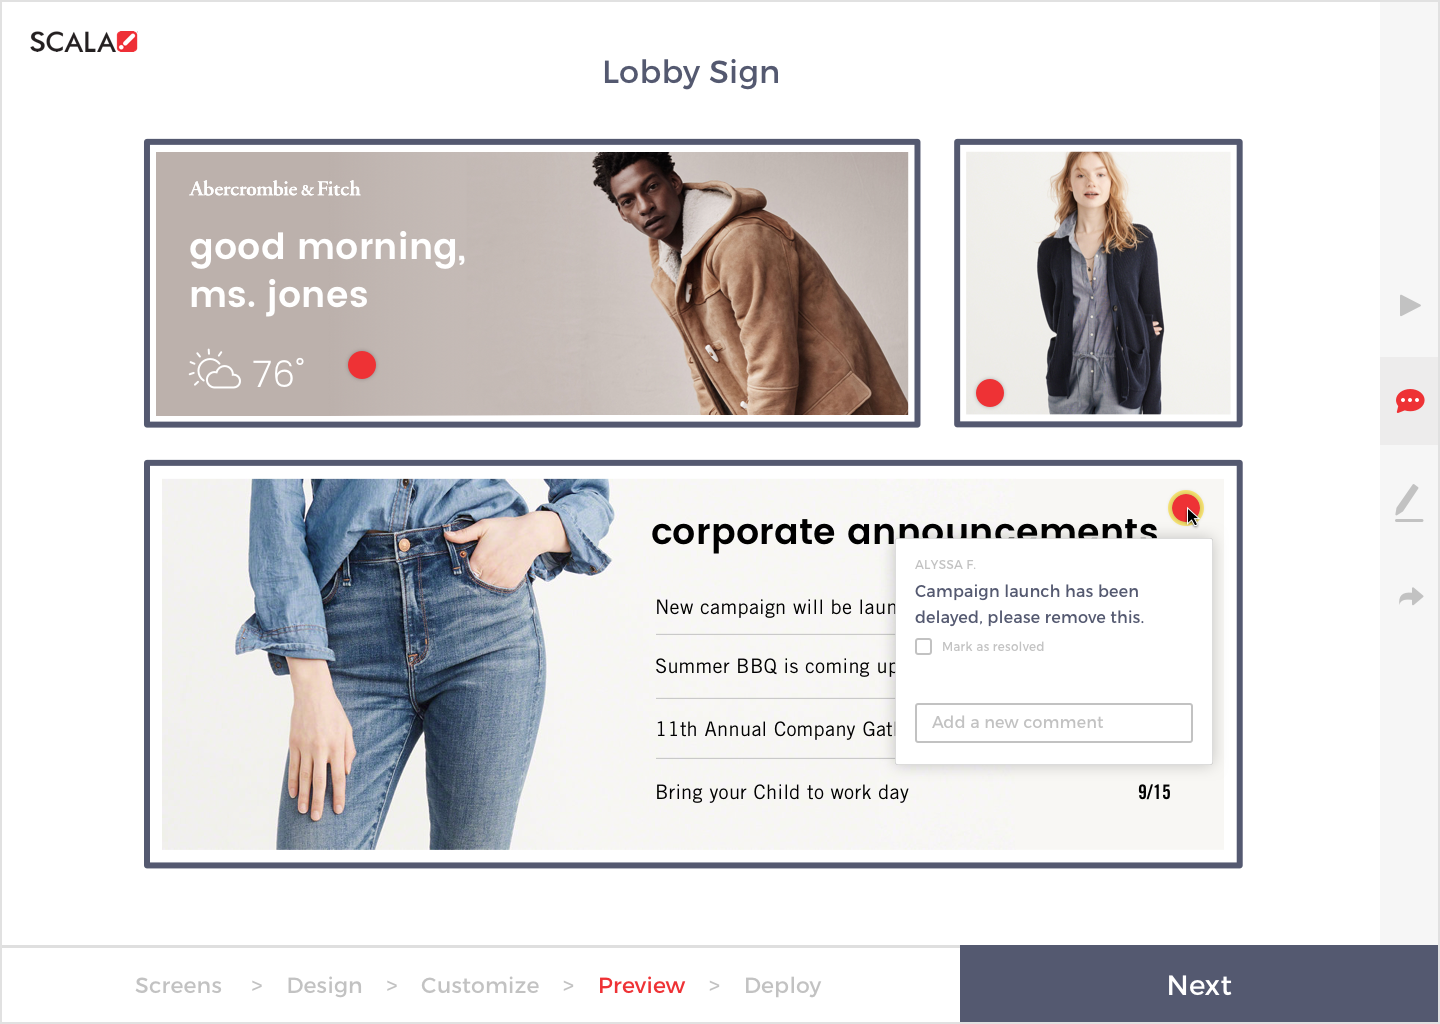 SCALA
Lobby Sign
Abercrombie & Fitch
good morning,
ms. jones
76°
corporate announcements
ALYSSA F.
Campaign launch has been
delayed, please remove this.
Mark as resolved
Add a new comment
New campaign will be
Summer BBQ is coming up
11th Annual Company
Bring your Child to work day 9/15
Screens > Design > Customize > Preview > Deploy
Next